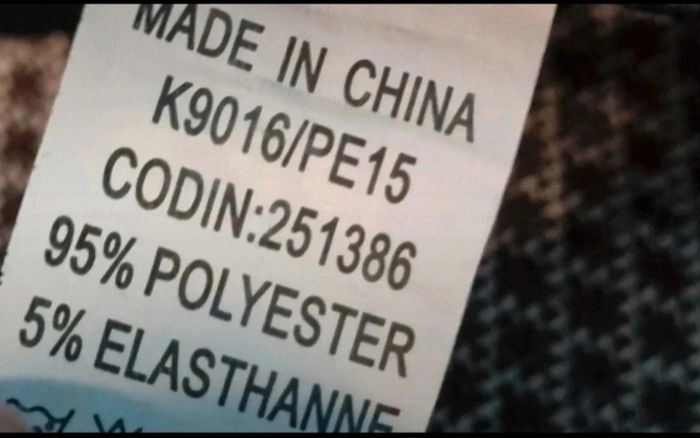 MADE IN CHINA
K9016/PE15
CODIN:251386
95% POLYESTER
5% ELASTHANNE